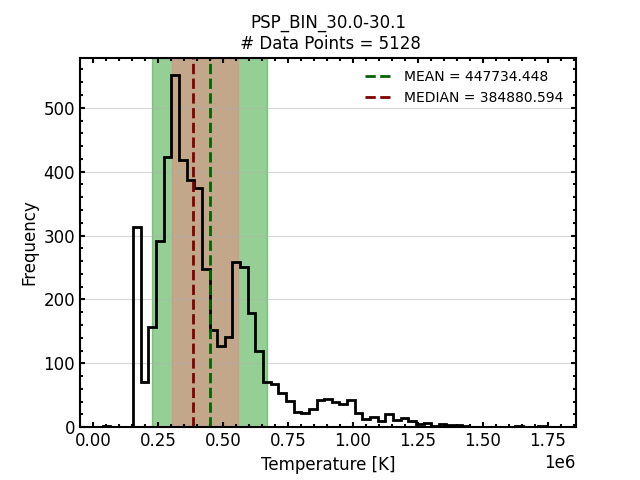 PSP_BIN_30.0-30.1
# Data Points = 5128
MEAN = 447734.448
MEDIAN = 384880.594
500
400
300
200
100
0
Frequency
0.00 0.25 0.50 0.75 1.00 1.25 1.50 1.75
1e6
Temperature [K]